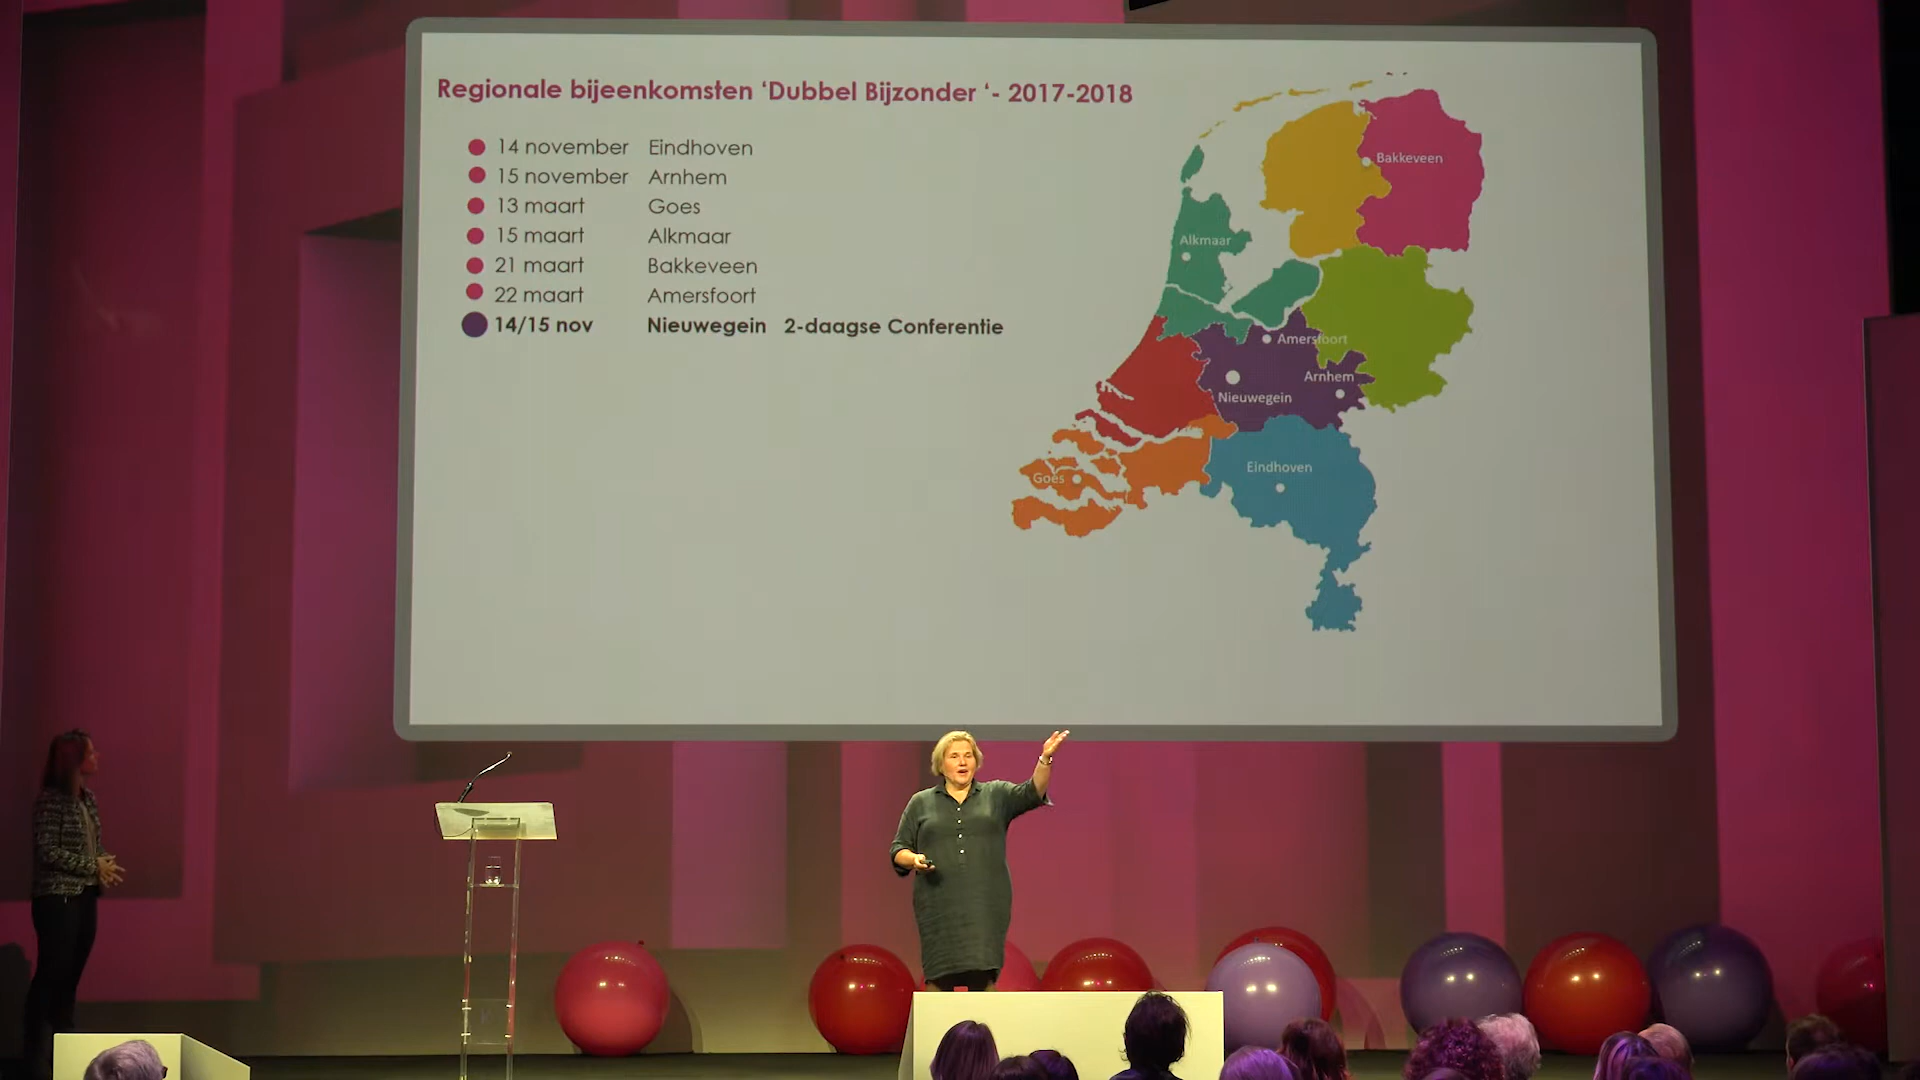 Regionale bijeenkomsten ‘Dubbel Bijzonder ‘- 2017-2018
14 november Eindhoven
15 november Arnhem
13 maart Goes
15 maart Alkmaar
21 maart Bakkeveen
22 maart Amersfoort
14/15 nov Nieuwegein 2-daagse Conferentie
Bakkeveen
Alkmaar
Amersfoort
Arnhem
Nieuwegein
Eindhoven
Goes